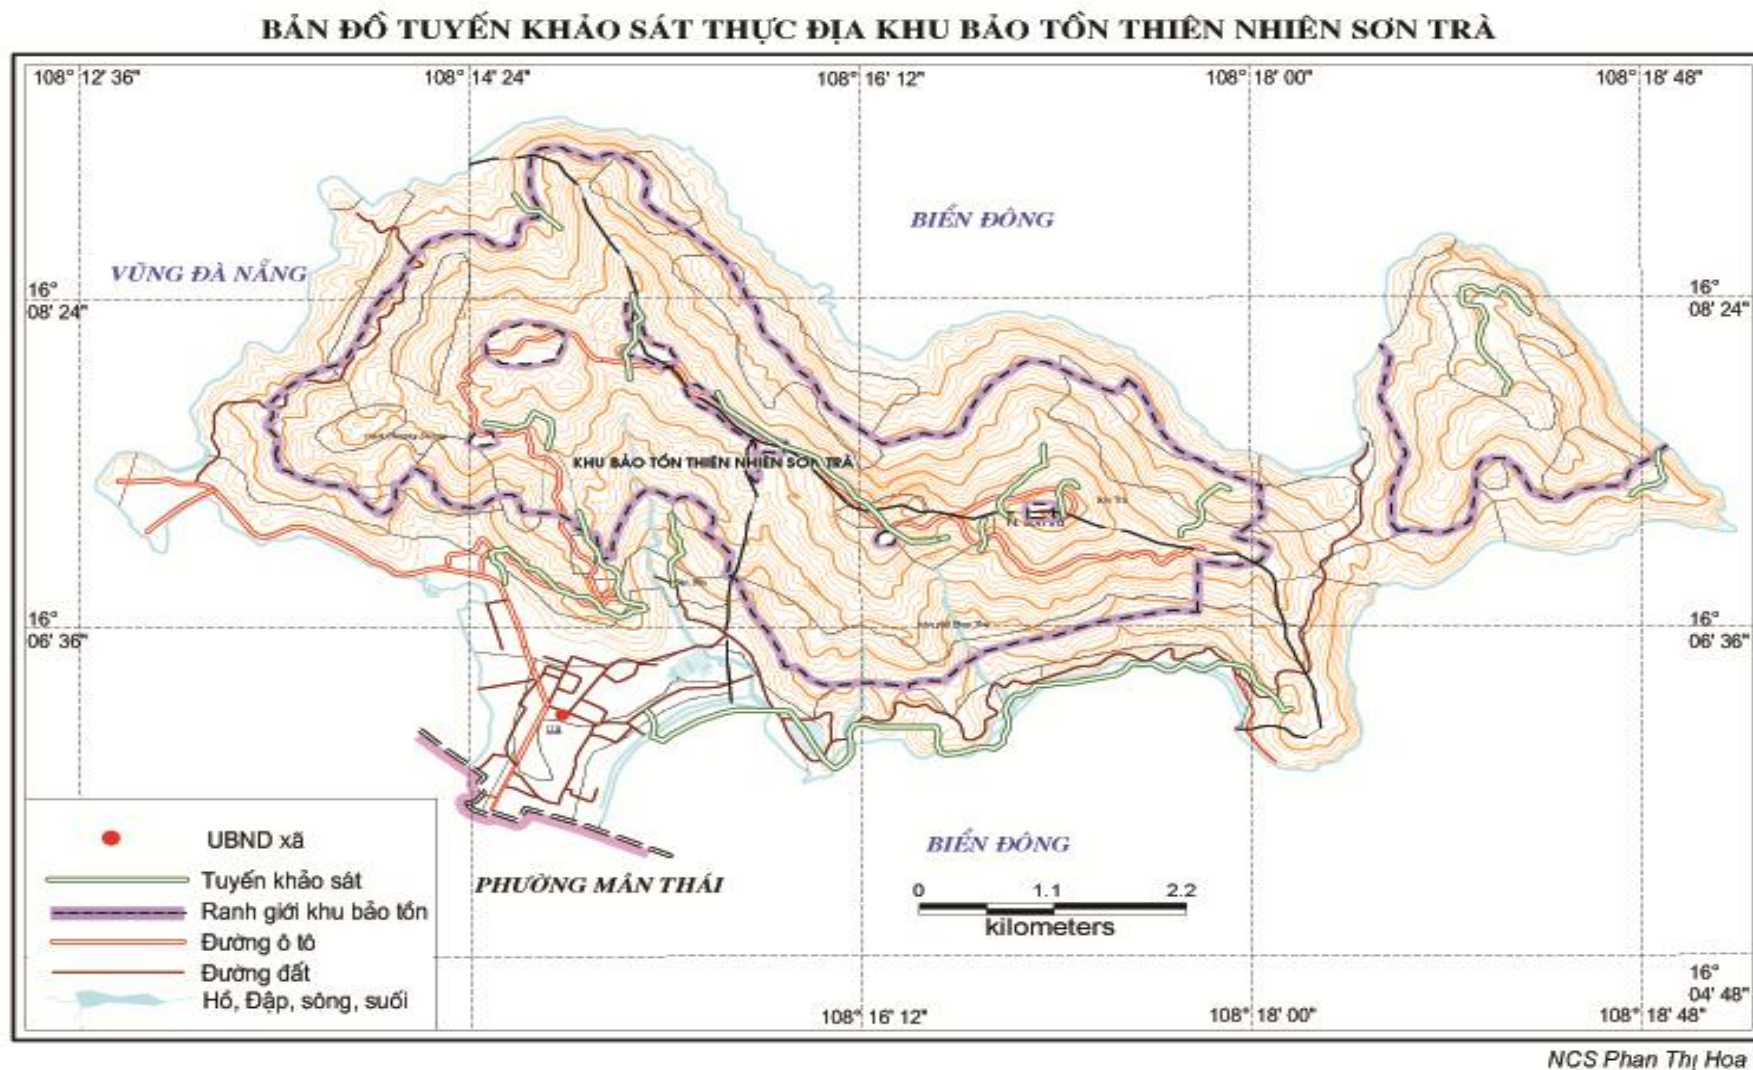 BẢN ĐỒ TUYẾN KHẢO SÁT THỰC ĐỊA KHU BẢO TỒN THIÊN NHIÊN SƠN TRÀ
108° 12' 36"
108° 14' 24"
108° 16' 12"
108° 18' 00"
108° 18' 48"
BIỂN ĐÔNG
VŨNG ĐÀ NẴNG
16°
08' 24"
16°
08' 24"
KHU BẢO TỒN THIÊN NHIÊN SƠN TRÀ
16°
06' 36"
16°
06' 36"
UB
BIỂN ĐÔNG
PHƯỜNG MÂN THÁI
UBND xã
Tuyến khảo sát
Ranh giới khu bảo tồn
Đường ô tô
Đường đất
Hồ, Đập, sông, suối
0 1.1 2.2
kilometers
16°
04' 48"
108° 16' 12"
108° 18' 00"
108° 18' 48"
NCS Phan Thị Hoa